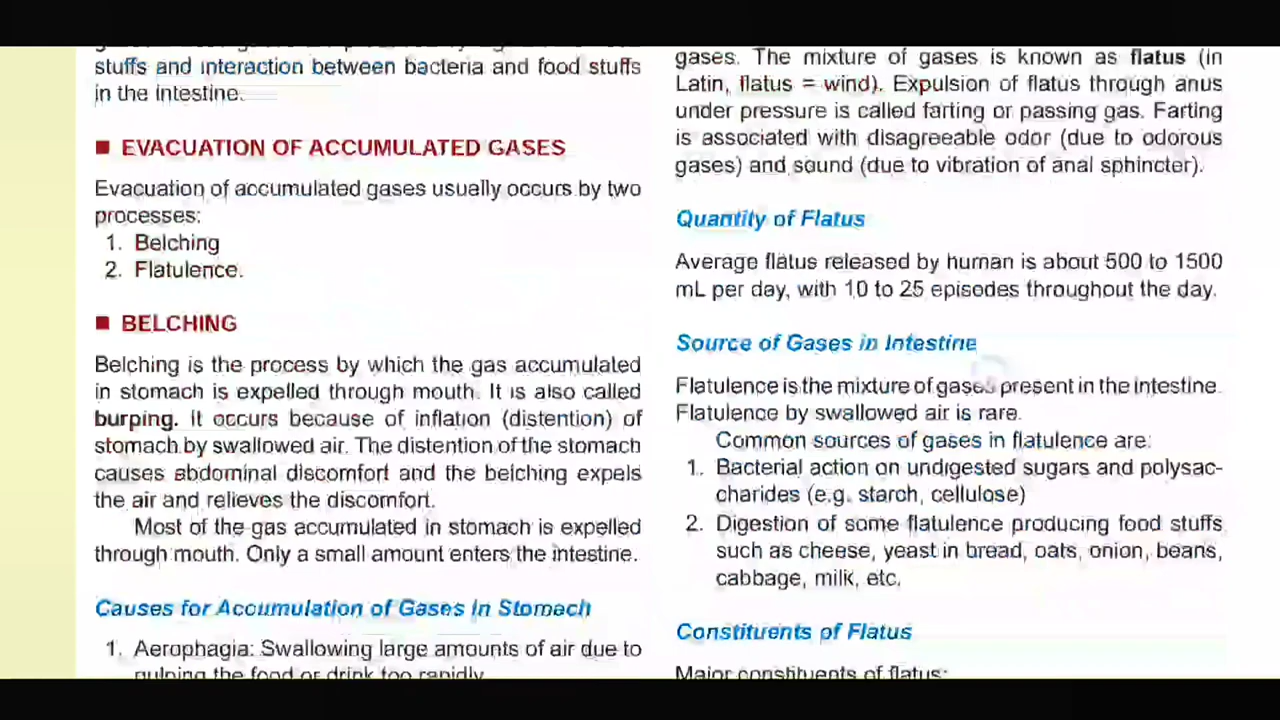 stuffs and interaction between bacteria and food stuffs
in the intestine.
■ EVACUATION OF ACCUMULATED GASES
Evacuation of accumulated gases usually occurs by two
processes:
1. Belching
2. Flatulence.
■ BELCHING
Belching is the process by which the gas accumulated
in stomach is expelled through mouth. It is also called
burping. It occurs because of inflation (distention) of
stomach by swallowed air. The distention of the stomach
causes abdominal discomfort and the belching expels
the air and relieves the discomfort.
Most of the gas accumulated in stomach is expelled
through mouth. Only a small amount enters the intestine.
Causes for Accumulation of Gases in Stomach
1. Aerophagia: Swallowing large amounts of air due to
gulping the food or drink too rapidly
gases. The mixture of gases is known as flatus (in
Latin, flatus = wind). Expulsion of flatus through anus
under pressure is called farting or passing gas. Farting
is associated with disagreeable odor (due to odorous
gases) and sound (due to vibration of anal sphincter).
Quantity of Flatus
Average flatus released by human is about 500 to 1500
mL per day, with 10 to 25 episodes throughout the day.
Source of Gases in Intestine
Flatulence is the mixture of gases present in the intestine.
Flatulence by swallowed air is rare.
Common sources of gases in flatulence are:
1. Bacterial action on undigested sugars and polysac-
charides (e.g. starch, cellulose)
2. Digestion of some flatulence producing food stuffs
such as cheese, yeast in bread, oats, onion, beans,
cabbage, milk, etc.
Constituents of Flatus
Major constituents of flatus: